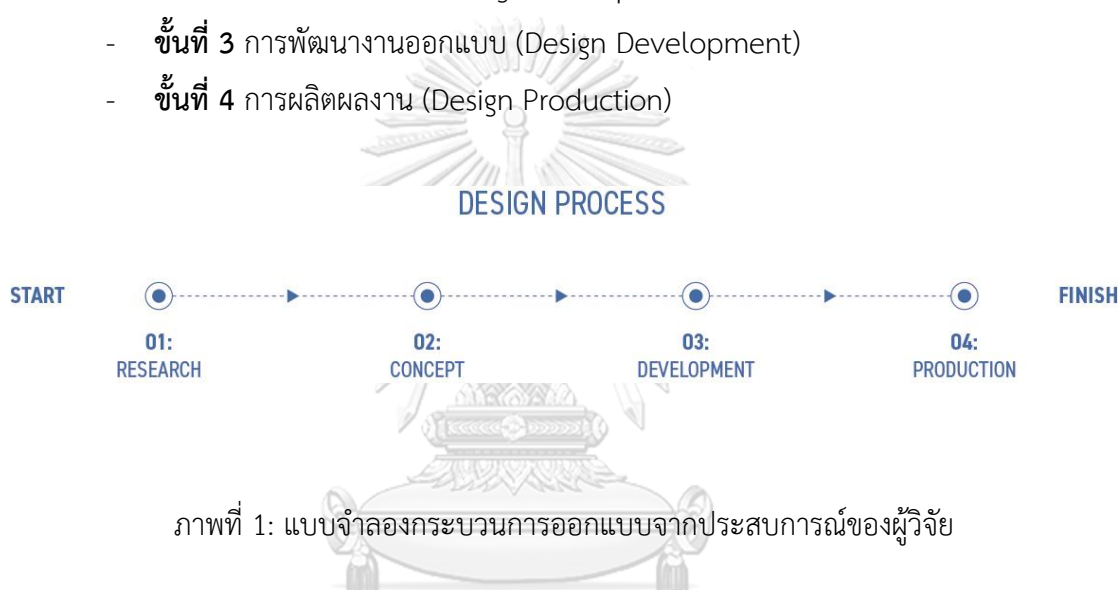 - ขั้นที่ 3 การพัฒนางานออกแบบ (Design Development)
- ขั้นที่ 4 การผลิตผลงาน (Design Production)
DESIGN PROCESS
START FINISH
01: 02: 03: 04:
RESEARCH CONCEPT DEVELOPMENT PRODUCTION
ภาพที่ 1: แบบจำลองกระบวนการออกแบบจากประสบการณ์ของผู้วิจัย